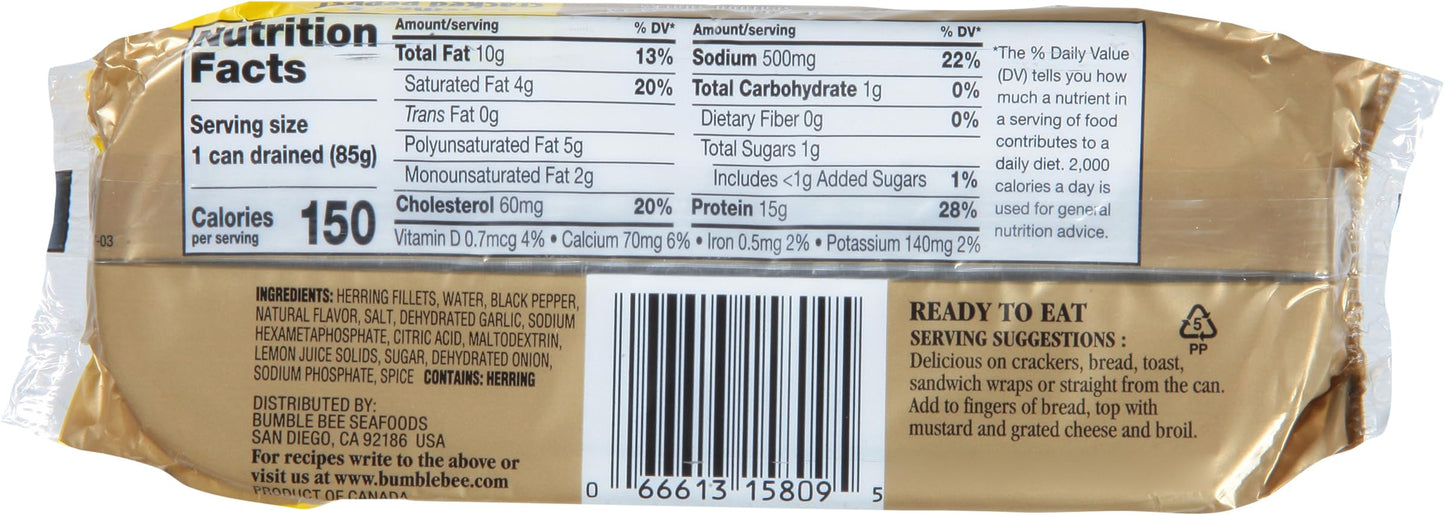 cracked pepper
Nutrition
Facts
Serving size
1 can drained (85g)
Calories 150
per serving
Amount/serving % DV*
Total Fat 10g 13%
Saturated Fat 4g 20%
Trans Fat 0g
Polyunsaturated Fat 5g
Monounsaturated Fat 2g
Cholesterol 60mg 20%
Amount/serving % DV*
Sodium 500mg 22%
Total Carbohydrate 1g 0%
Dietary Fiber 0g 0%
Total Sugars 1g
Includes <1g Added Sugars 1%
Protein 15g 28%
Vitamin D 0.7mcg 4% • Calcium 70mg 6% • Iron 0.5mg 2% • Potassium 140mg 2%
*The % Daily Value
(DV) tells you how
much a nutrient in
a serving of food
contributes to a
daily diet. 2,000
calories a day is
used for general
nutrition advice.
-03
INGREDIENTS: HERRING FILLETS, WATER, BLACK PEPPER,
NATURAL FLAVOR, SALT, DEHYDRATED GARLIC, SODIUM
HEXAMETAPHOSPHATE, CITRIC ACID, MALTODEXTRIN,
LEMON JUICE SOLIDS, SUGAR, DEHYDRATED ONION,
SODIUM PHOSPHATE, SPICE CONTAINS: HERRING
DISTRIBUTED BY:
BUMBLE BEE SEAFOODS
SAN DIEGO, CA 92186 USA
For recipes write to the above or
visit us at www.bumblebee.com
PRODUCT OF CANADA
0 66613 15809 5
READY TO EAT
SERVING SUGGESTIONS :
Delicious on crackers, bread, toast,
sandwich wraps or straight from the can.
Add to fingers of bread, top with
mustard and grated cheese and broil.
5
PP